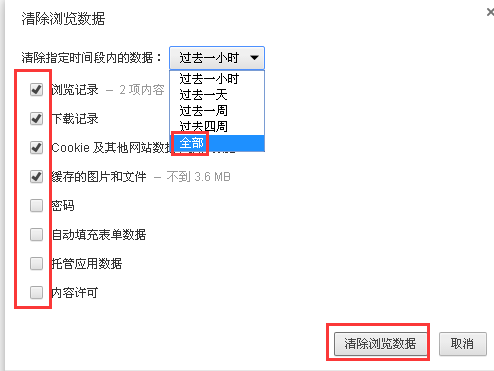 清除浏览数据
清除指定时间段内的数据：
过去一小时
过去一小时
过去一天
过去一周
过去四周
全部
浏览记录 – 2 项内容
下载记录
Cookie 及其他网站数据
缓存的图片和文件 – 不到 3.6 MB
密码
自动填充表单数据
托管应用数据
内容许可
清除浏览数据
取消